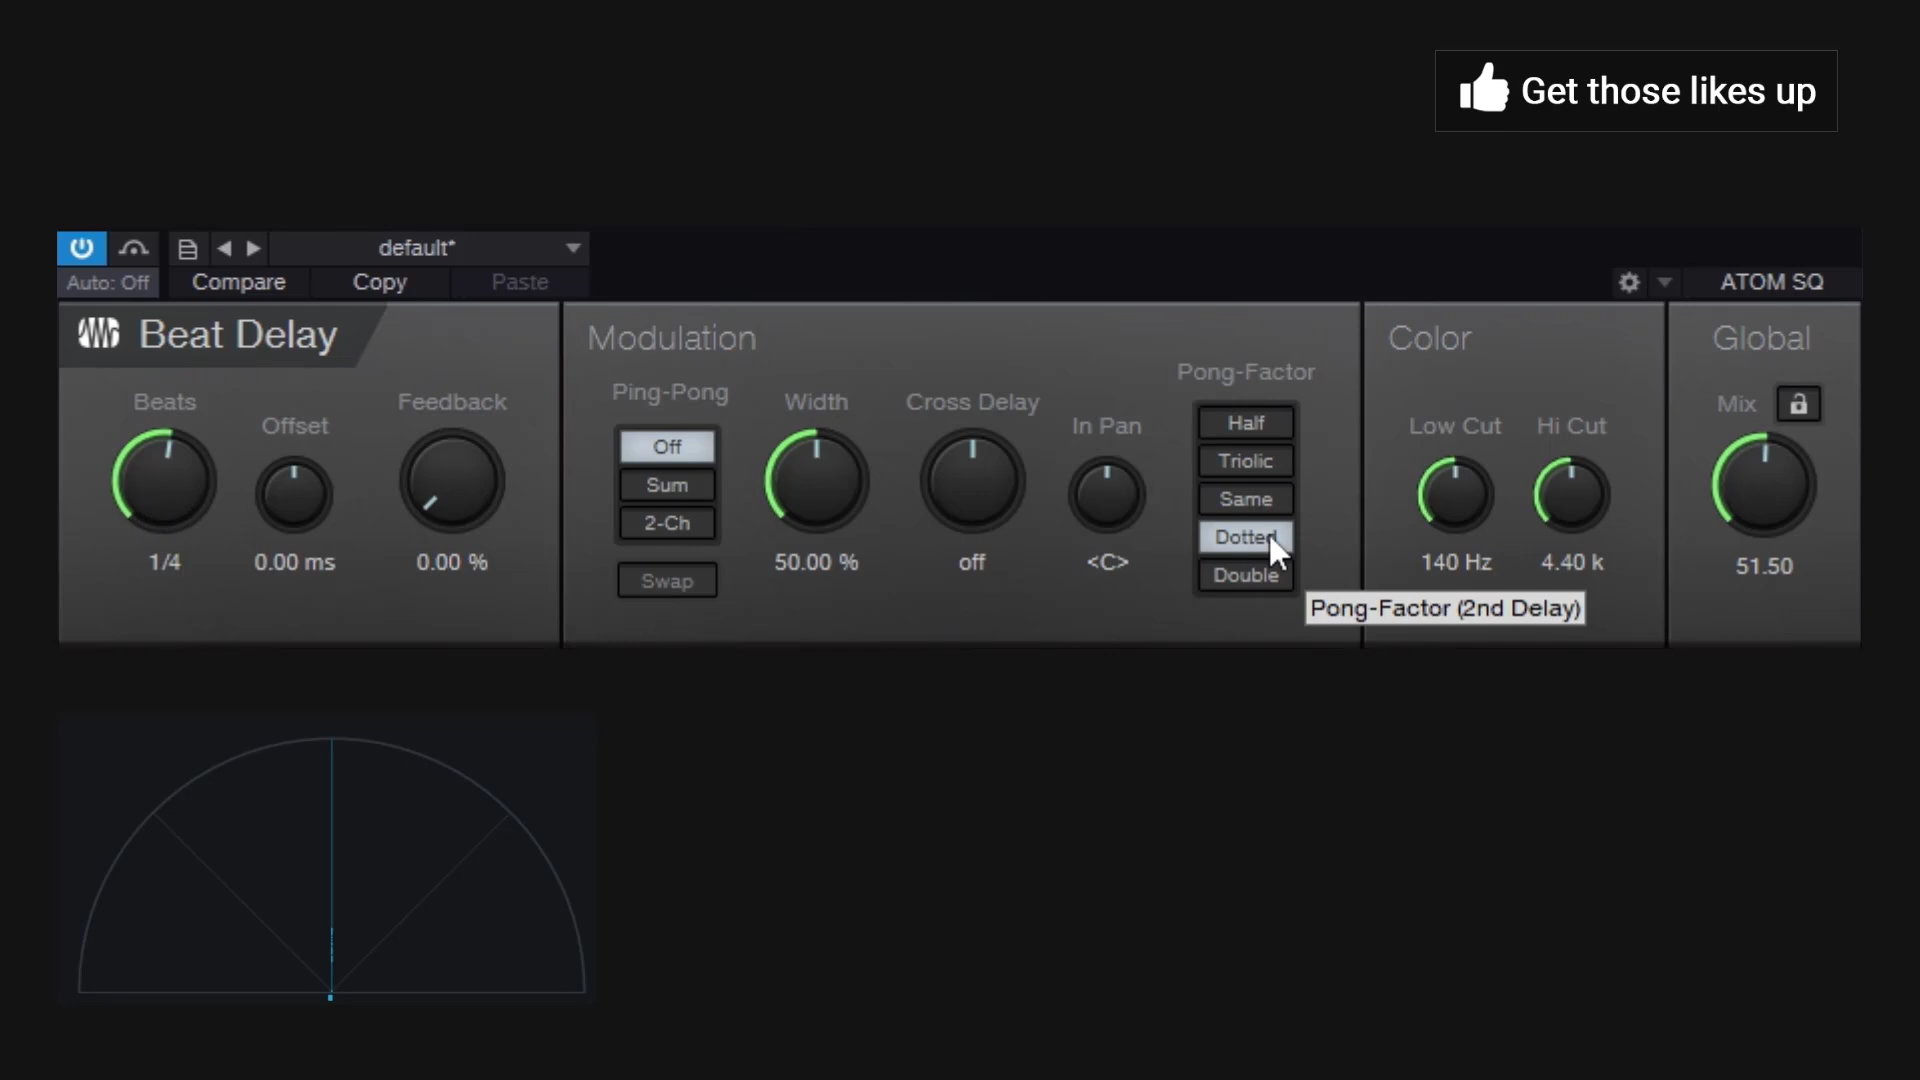 Get those likes up
default*
Auto: Off Compare Copy Paste ATOM SQ
Beat Delay Modulation Color Global
Pong-Factor
Ping-Pong
Beats Feedback Width Cross Delay Mix
Offset In Pan Low Cut Hi Cut
Off
Sum
2-Ch
Half
Triolic
Same
Dotted
Double
1/4 0.00 ms 0.00 % 50.00 % off <C> 140 Hz 4.40 k 51.50
Swap
Pong-Factor (2nd Delay)